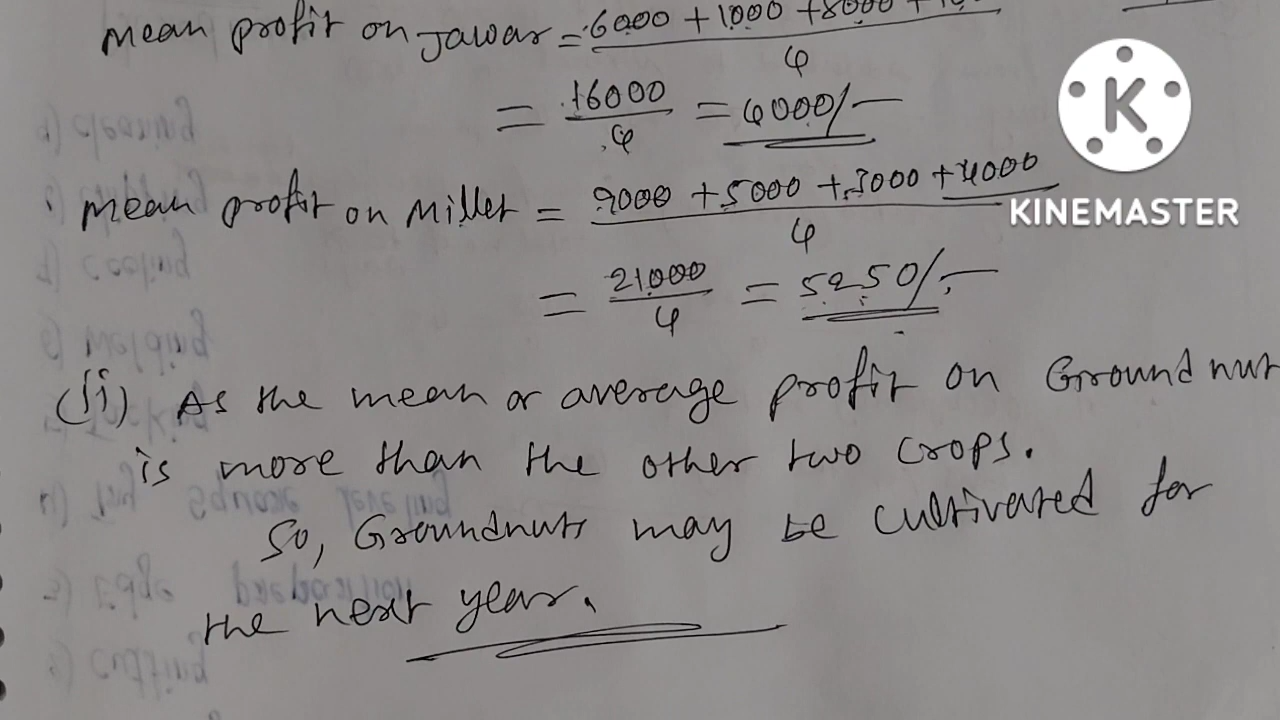 Mean profit on Jawar = 6000 + 1000 + 8000 +
4
= 16000 = 4000/-
4
K
KINEMASTER
Mean profit on Millet = 9000 + 5000 + 3000 + 4000
4
= 21000 = 5250/-
4
(ii) As the mean or average profit on Groundnut
is more than the other two crops.
So, Groundnuts may be cultivated for
the next year.